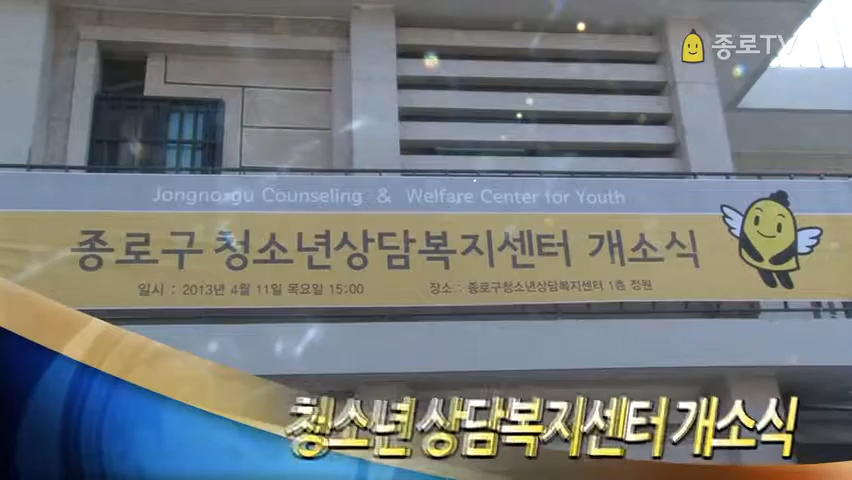 종로TV
Jongno-gu Counseling & Welfare Center for Youth
종로구 청소년상담복지센터 개소식
일시 : 2013년 4월 11일 목요일 15:00 장소 : 종로구청소년상담복지센터 1층 정원
청소년 상담복지센터 개소식